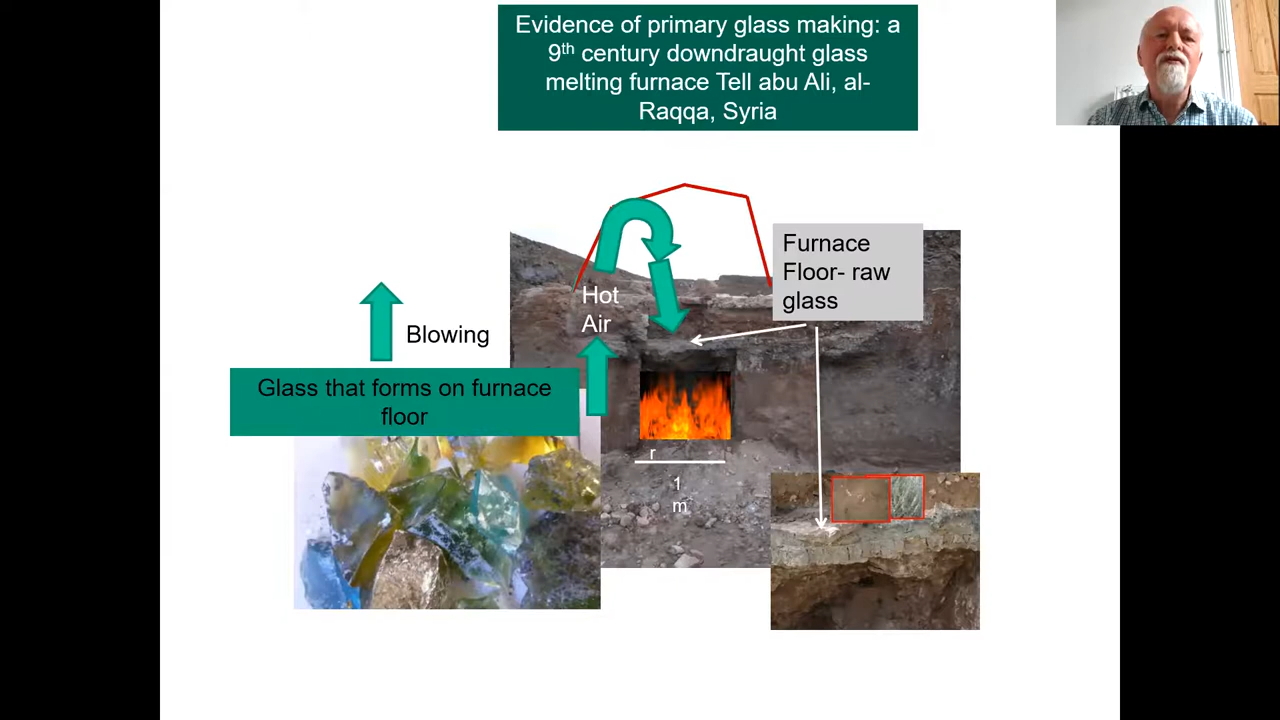 Evidence of primary glass making: a
9th century downdraught glass
melting furnace Tell abu Ali, al-
Raqqa, Syria
Furnace
Floor- raw
glass
Hot
Air
Blowing
Glass that forms on furnace
floor
r
1
m